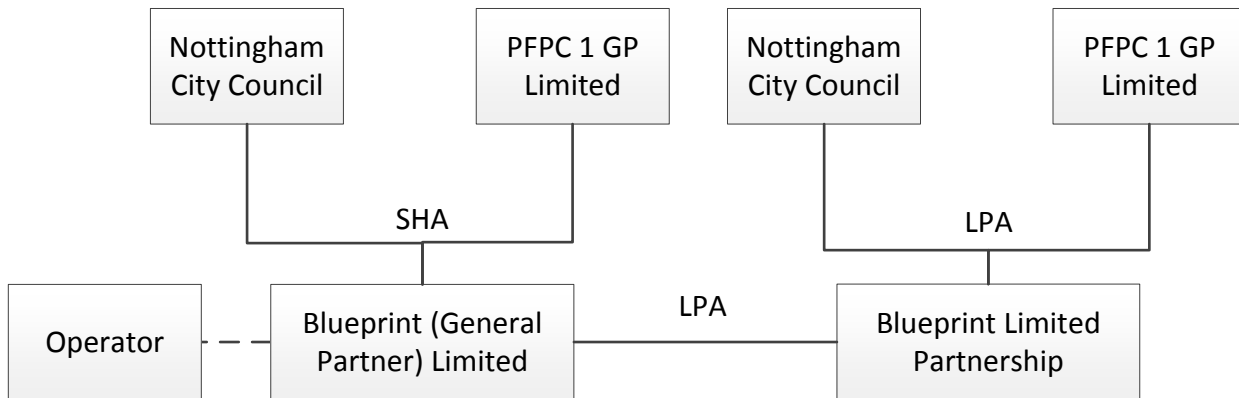 Nottingham
City Council
PFPC 1 GP
Limited
Nottingham
City Council
PFPC 1 GP
Limited
SHA
LPA
Operator
Blueprint (General
Partner) Limited
LPA
Blueprint Limited
Partnership